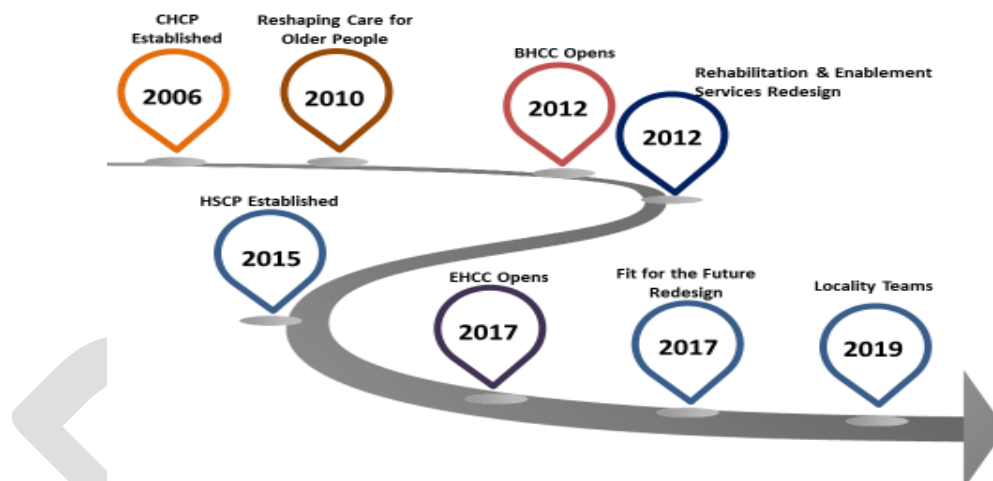 CHCP
Established
2006
Reshaping Care for
Older People
2010
BHCC Opens
2012
Rehabilitation & Enablement
Services Redesign
2012
HSCP Established
2015
EHCC Opens
2017
Fit for the Future
Redesign
2017
Locality Teams
2019